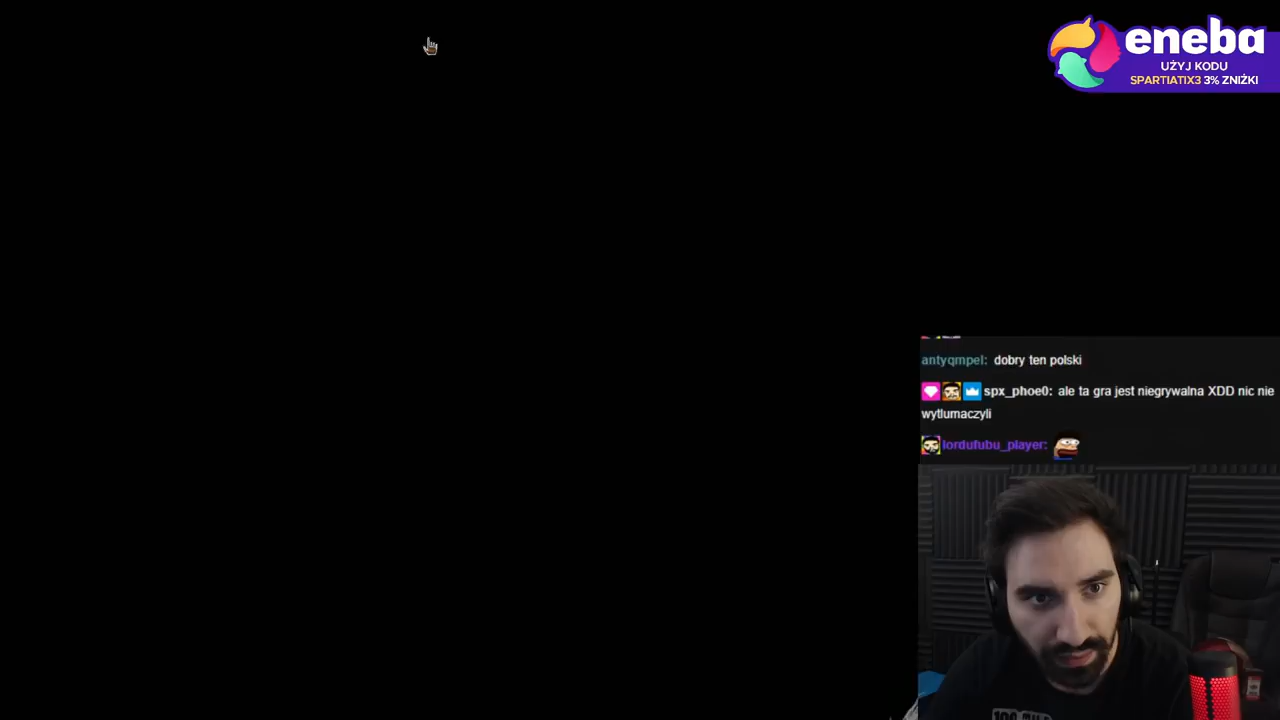 eneba
UŻYJ KODU
SPARTIATIX3 3% ZNIŻKI
antyqmpel: dobry ten polski
spx_phoe0: ale ta gra jest niegrywalna XDD nic nie
wytlumaczyli
lordufubu_player: